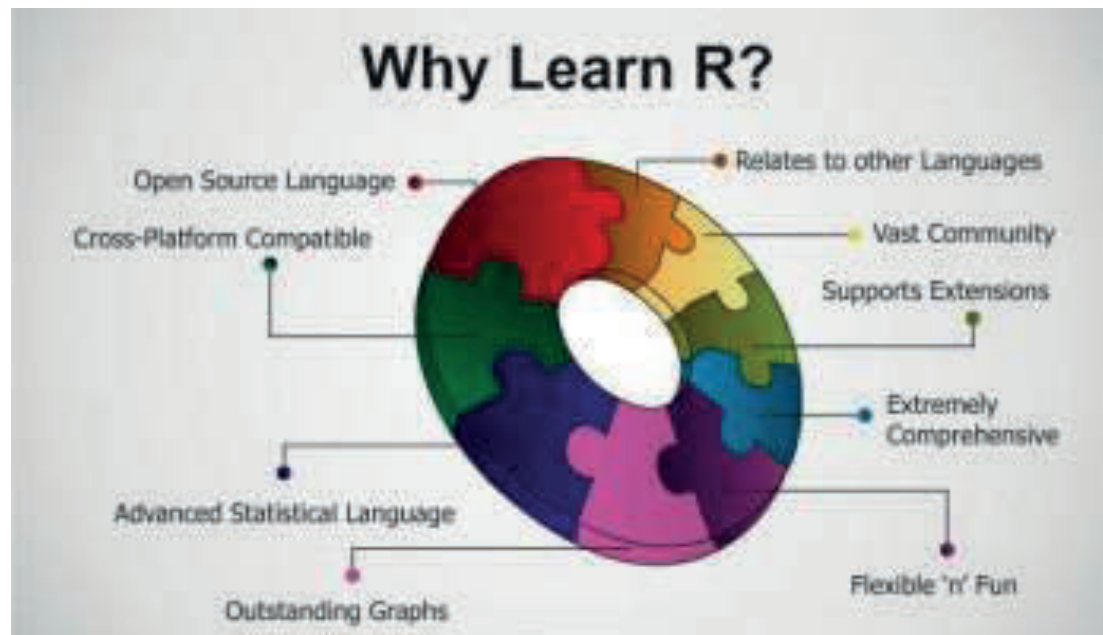 Why Learn R?
Open Source Language
Relates to other Languages
Cross-Platform Compatible
Vast Community
Supports Extensions
Extremely
Comprehensive
Advanced Statistical Language
Flexible 'n' Fun
Outstanding Graphs